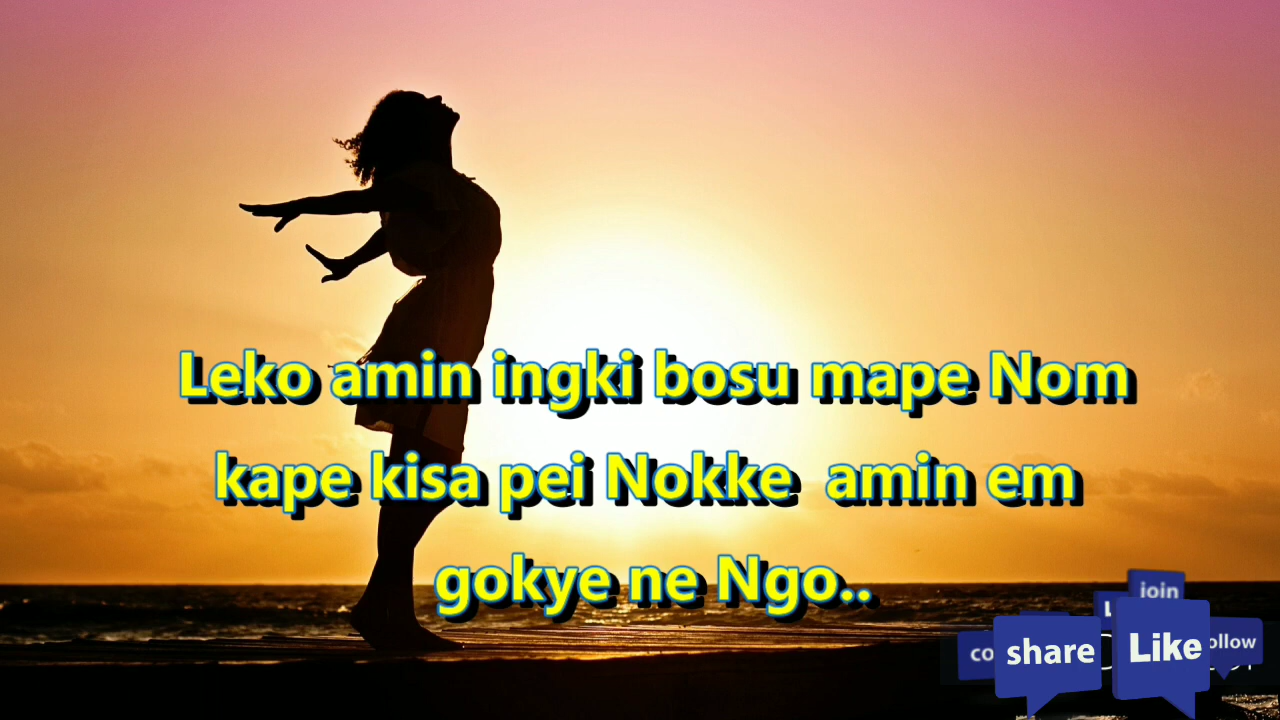 Leko amin ingki bosu mape Nom
kape kisa pei Nokke amin em
gokye ne Ngo..
join
share
Like